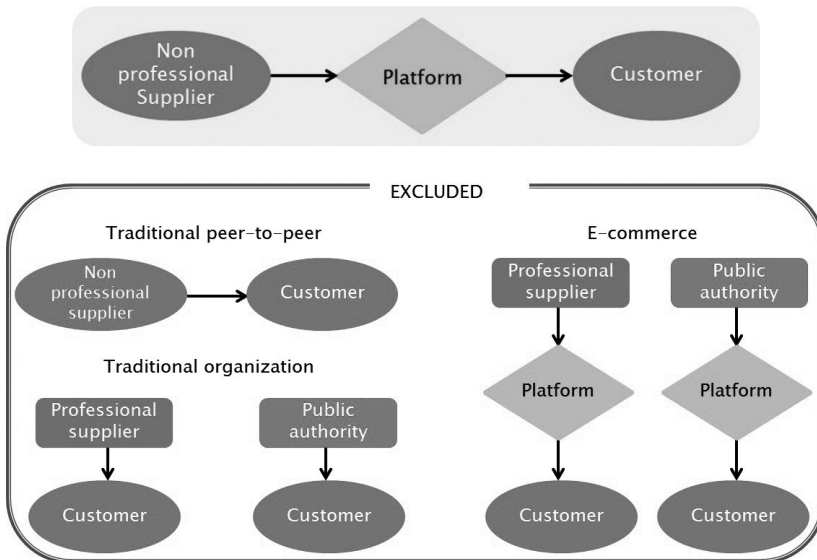 Non
professional
Supplier
Platform
Customer
EXCLUDED
Traditional peer-to-peer
Non
professional
supplier
Customer
Traditional organization
Professional
supplier
Customer
Public
authority
Customer
E-commerce
Professional
supplier
Platform
Customer
Public
authority
Platform
Customer